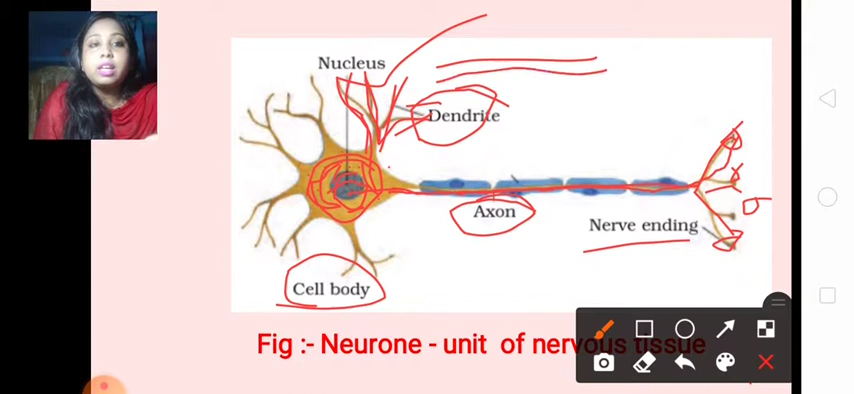 Nucleus
Dendrite
Axon
Nerve ending
Cell body
Fig :- Neurone - unit of nervous tissue